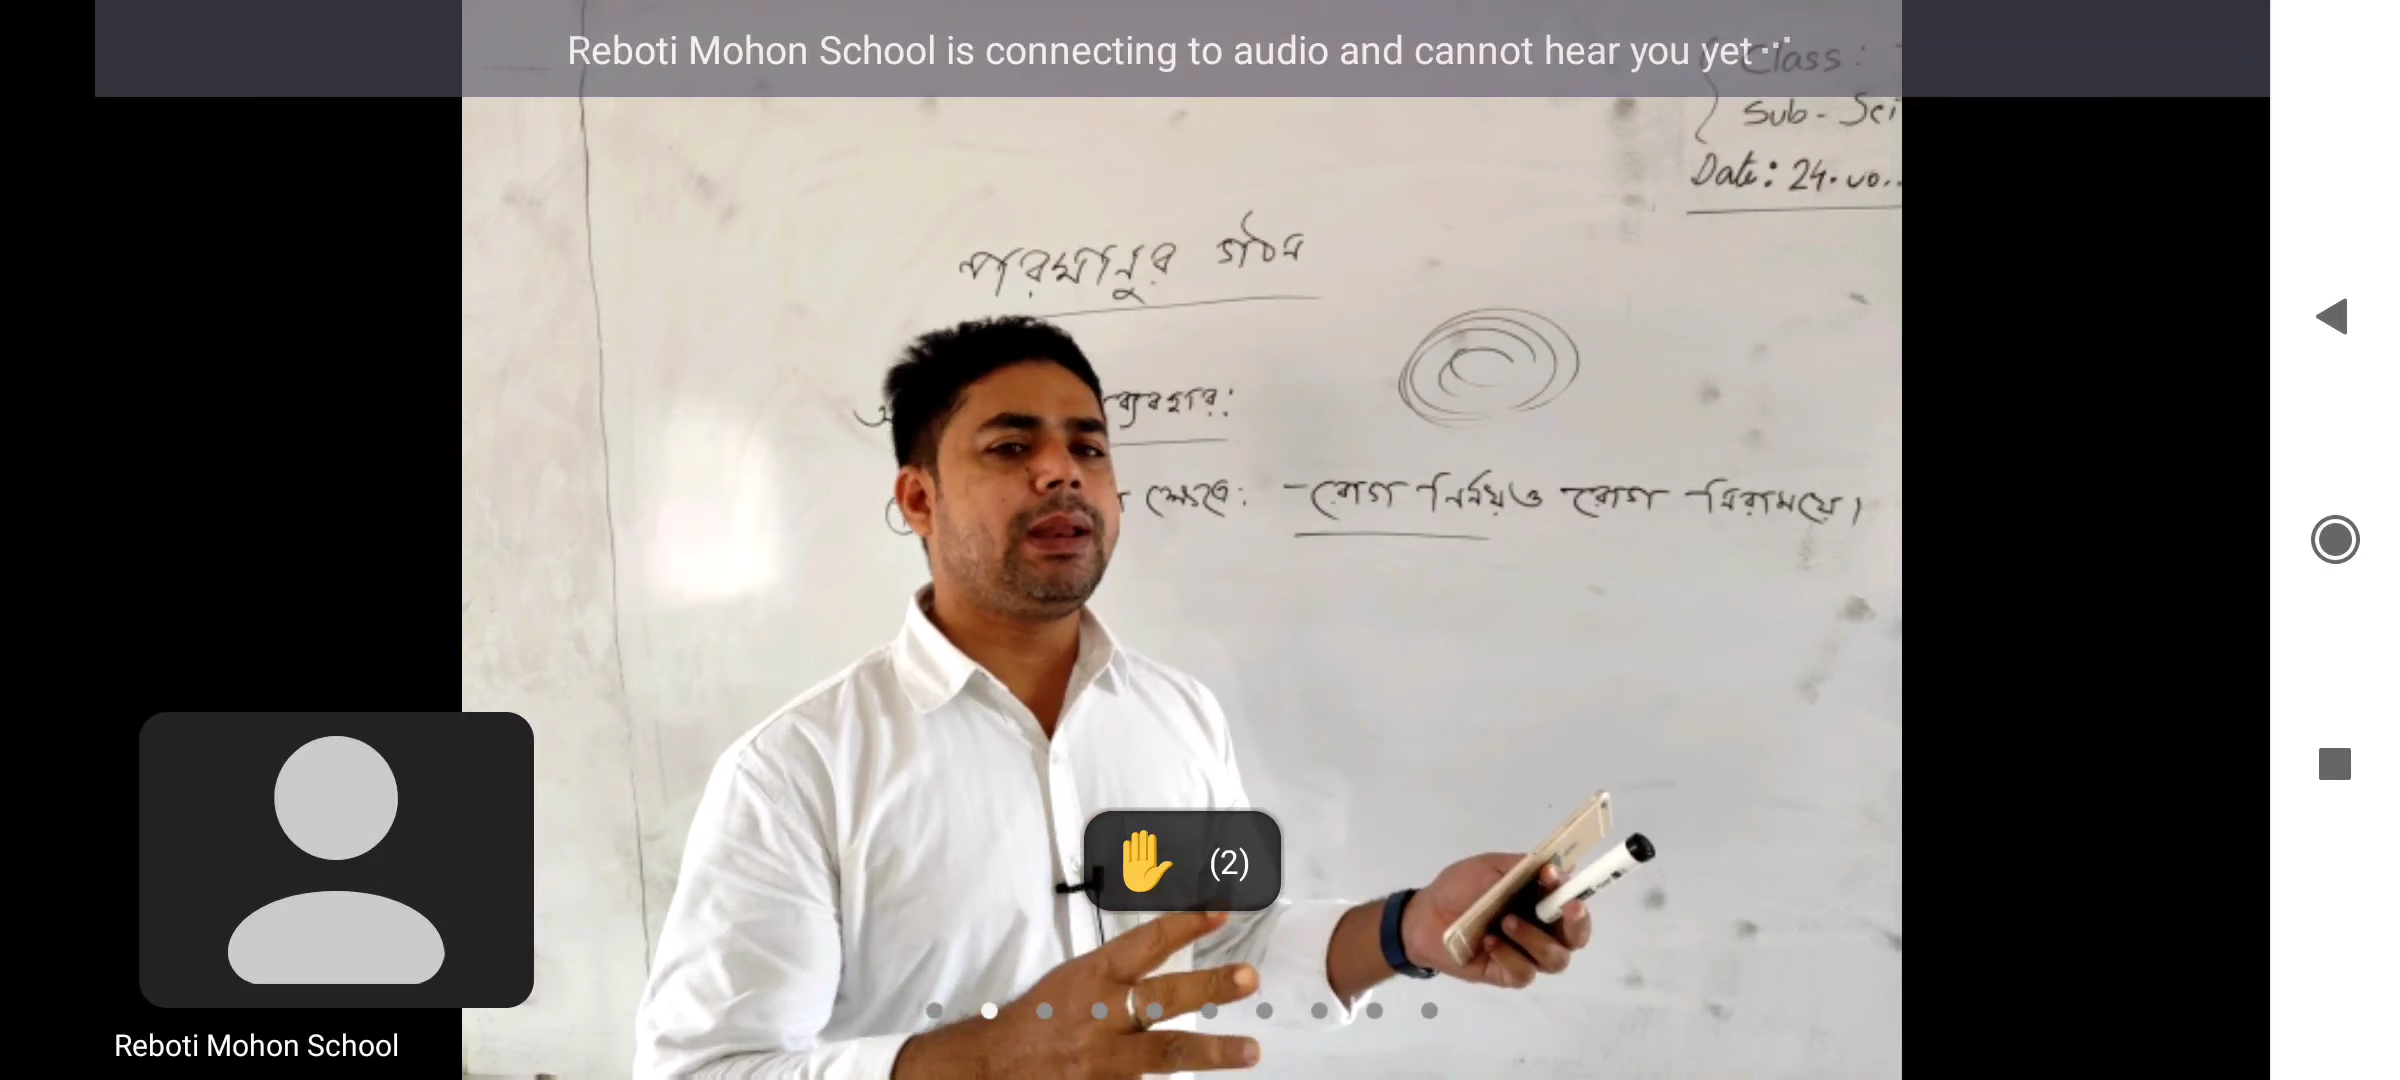 Reboti Mohon School is connecting to audio and cannot hear you yet
Class:
Sub - Sci
Date: 24.
পরমানুর গঠন
ব্যবহার:
ক্ষেত্রে: - রোগ নির্নয় ও রোগ নিরাময়ে।
(2)
Reboti Mohon School